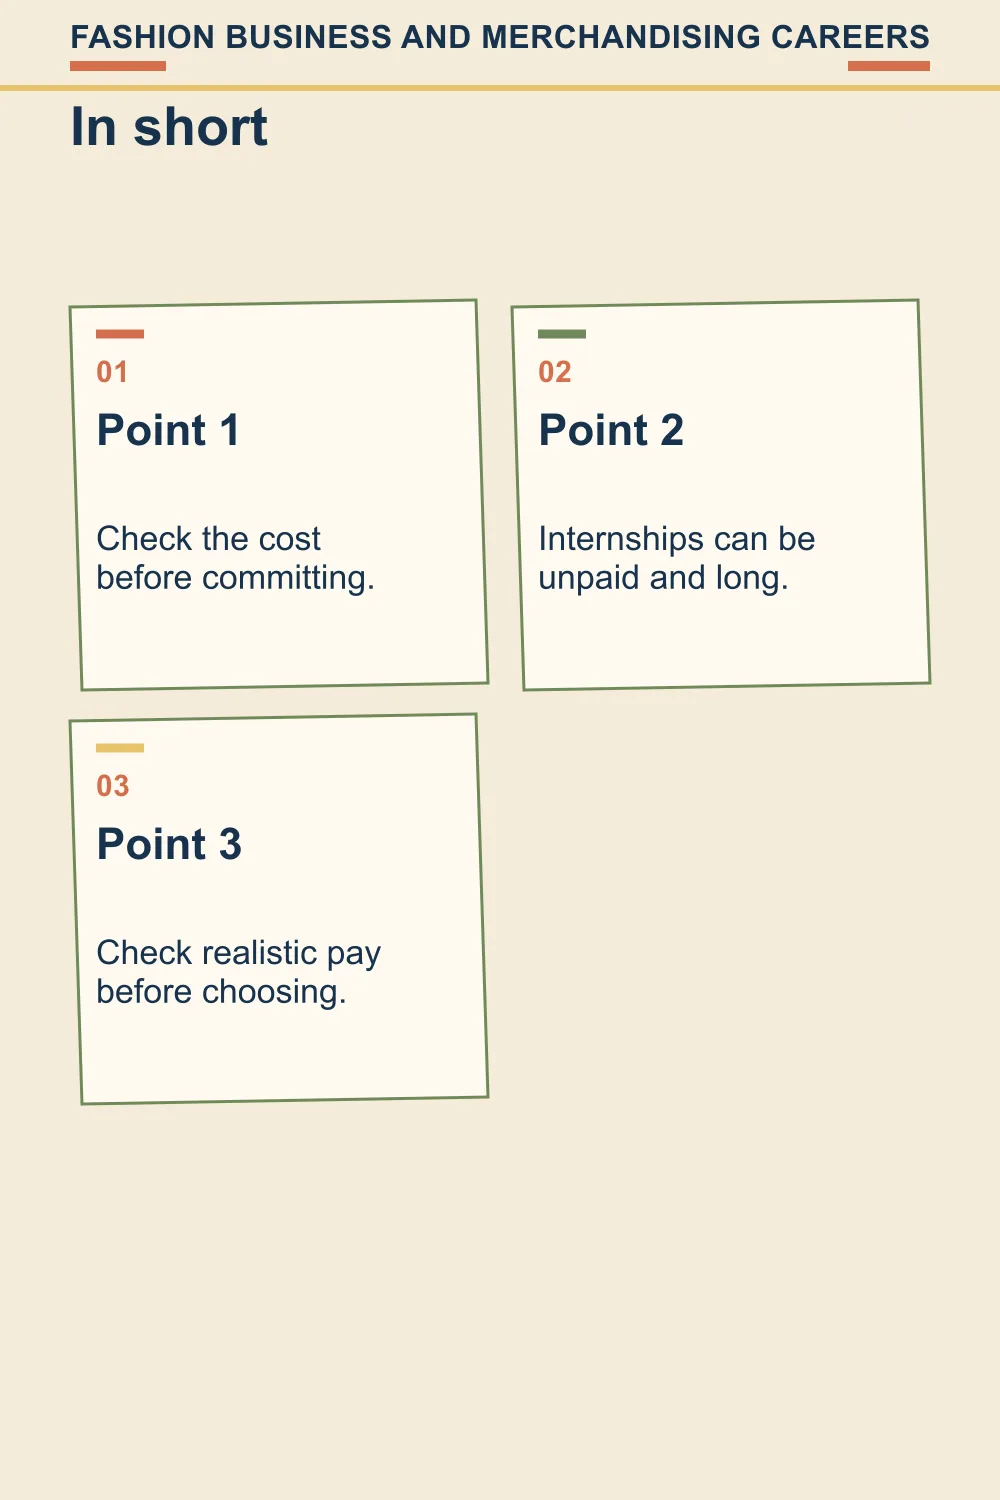 FASHION BUSINESS AND MERCHANDISING CAREERS
In short
01
Point 1
Check the cost
before committing.
02
Point 2
Internships can be
unpaid and long.
03
Point 3
Check realistic pay
before choosing.